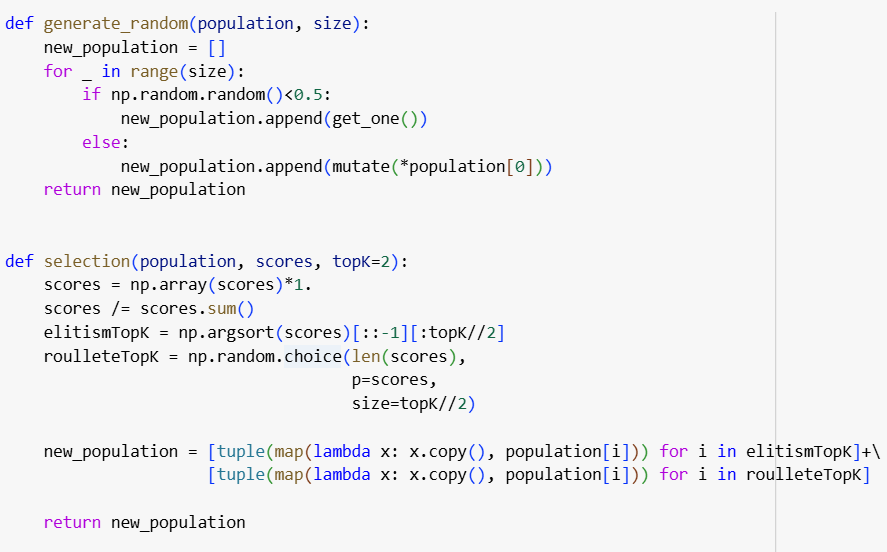 def generate_random(population, size):
    new_population = []
    for _ in range(size):
        if np.random.random()<0.5:
            new_population.append(get_one())
        else:
            new_population.append(mutate(*population[0]))
    return new_population


def selection(population, scores, topK=2):
    scores = np.array(scores)*1.
    scores /= scores.sum()
    elitismTopK = np.argsort(scores)[::-1][:topK//2]
    roulleteTopK = np.random.choice(len(scores),
                                    p=scores,
                                    size=topK//2)

    new_population = [tuple(map(lambda x: x.copy(), population[i])) for i in elitismTopK]+\
                     [tuple(map(lambda x: x.copy(), population[i])) for i in roulleteTopK]

    return new_population